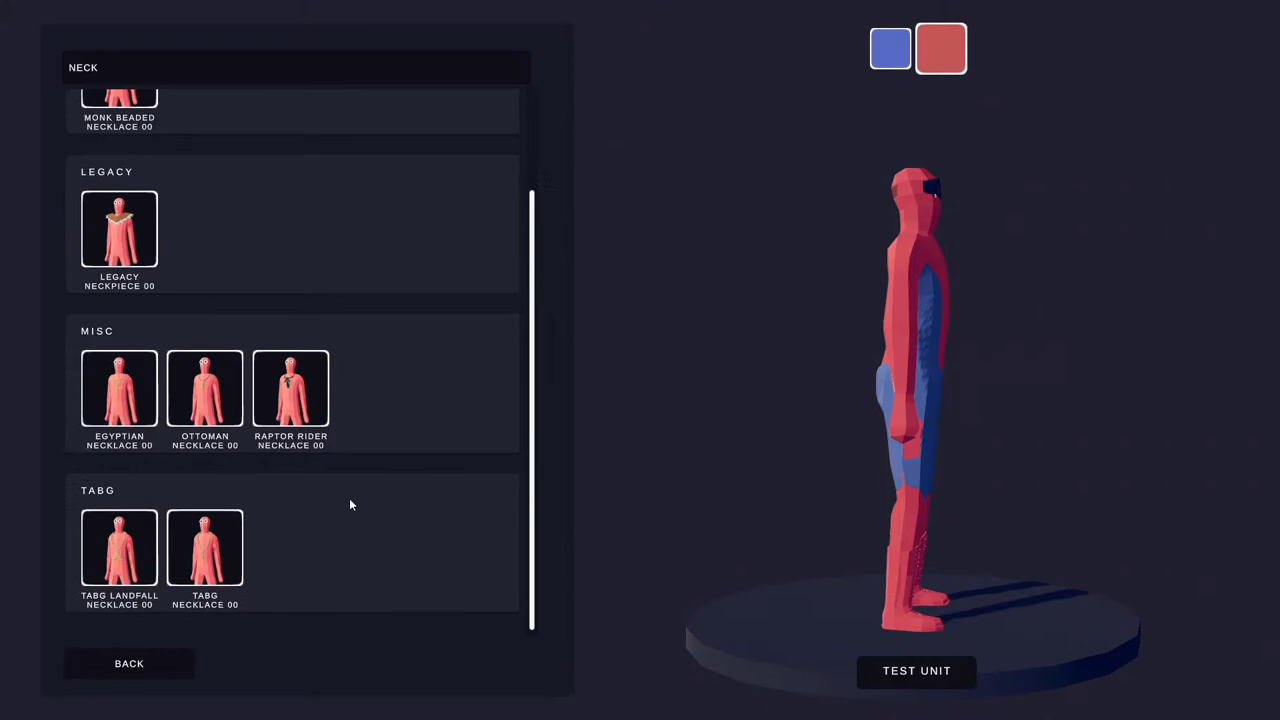 NECK
MONK BEADED
NECKLACE 00
LEGACY
LEGACY
NECKPIECE 00
MISC
EGYPTIAN
NECKLACE 00
OTTOMAN
NECKLACE 00
RAPTOR RIDER
NECKLACE 00
TABG
TABG LANDFALL
NECKLACE 00
TABG
NECKLACE 00
BACK
TEST UNIT